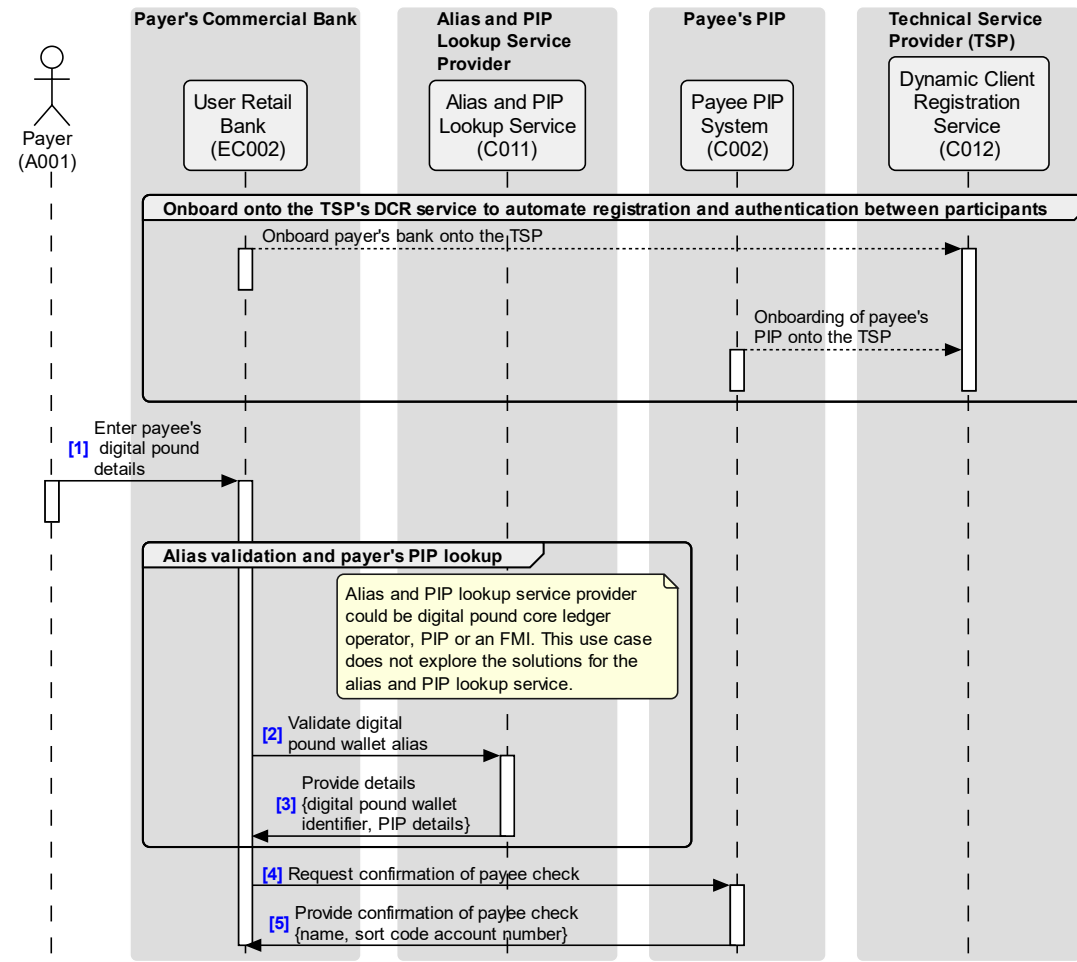 Payer's Commercial Bank
Alias and PIP
Lookup Service
Provider
Payee's PIP
Technical Service
Provider (TSP)
Payer
(A001)
User Retail
Bank
(EC002)
Alias and PIP
Lookup Service
(C011)
Payee PIP
System
(C002)
Dynamic Client
Registration
Service
(C012)
Onboard onto the TSP's DCR service to automate registration and authentication between participants
Onboard payer's bank onto the TSP
Onboarding of payee's
PIP onto the TSP
Enter payee's
[1] digital pound
details
Alias validation and payer's PIP lookup
Alias and PIP lookup service provider
could be digital pound core ledger
operator, PIP or an FMI. This use case
does not explore the solutions for the
alias and PIP lookup service.
[2] Validate digital
pound wallet alias
Provide details
[3] {digital pound wallet
identifier, PIP details}
[4] Request confirmation of payee check
[5] Provide confirmation of payee check
{name, sort code account number}